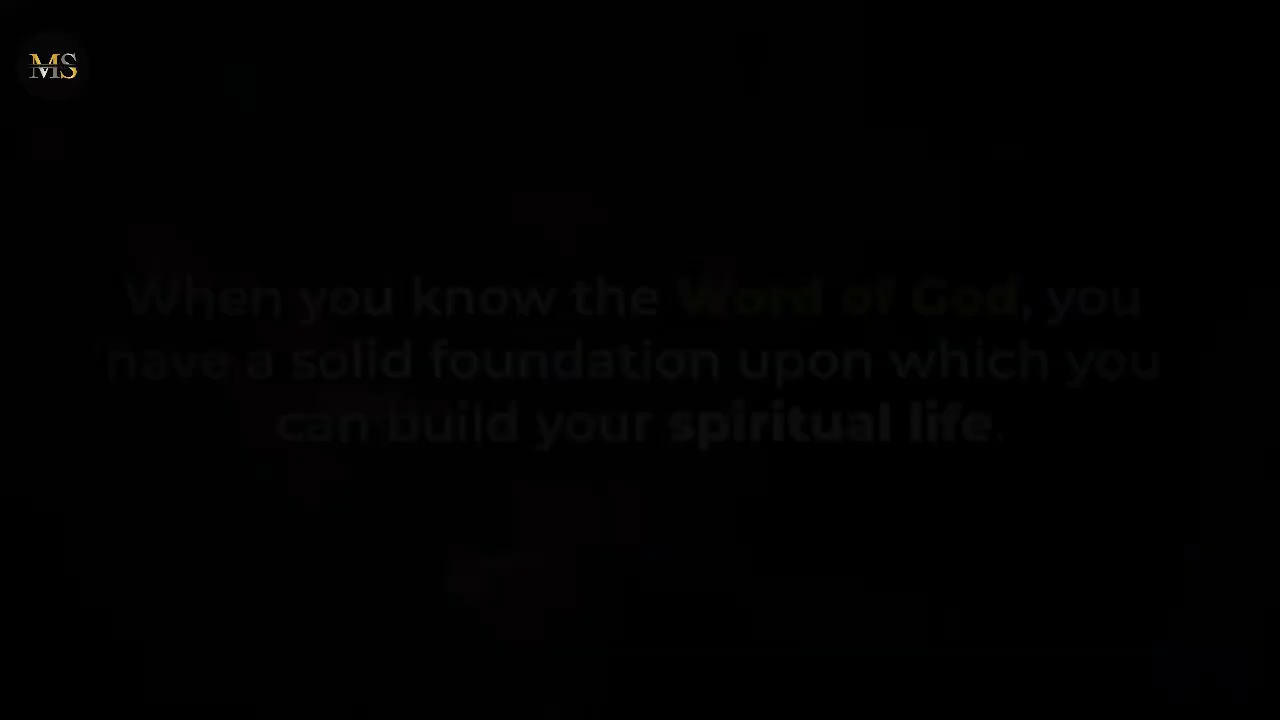 MS
When you know the Word of God, you
have a solid foundation upon which you
can build your spiritual life.